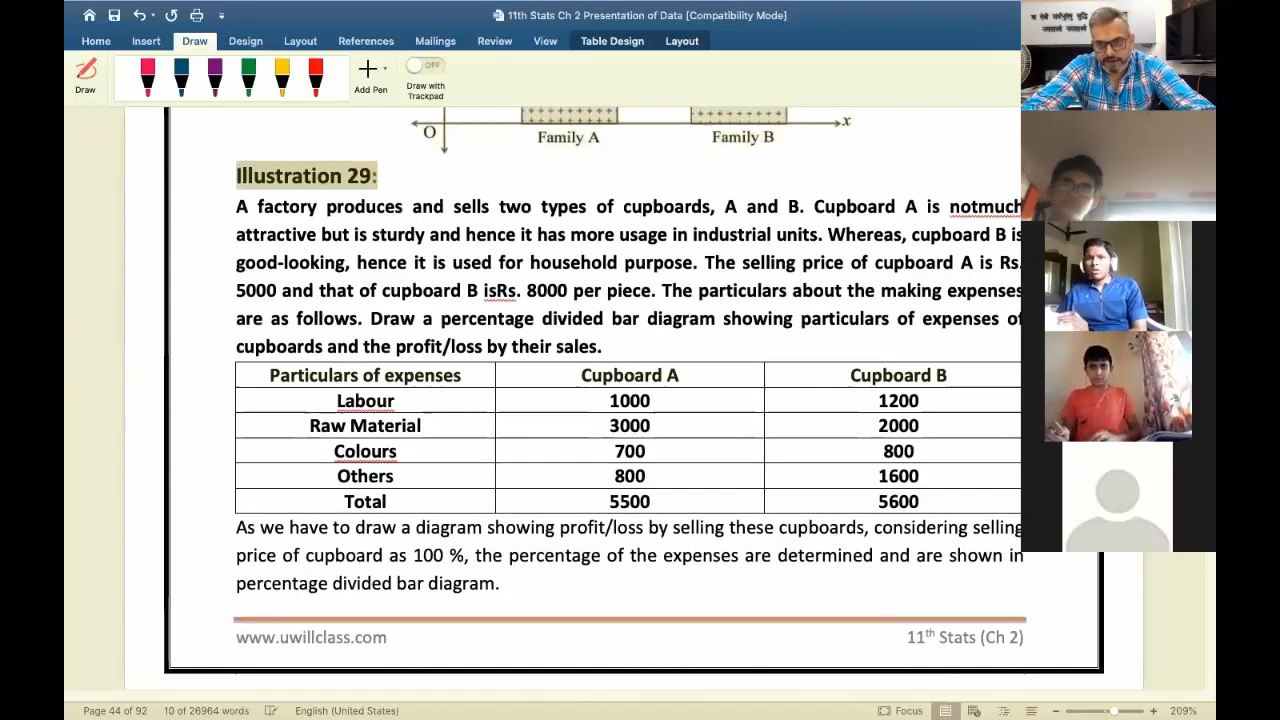 11th Stats Ch 2 Presentation of Data [Compatibility Mode]
Home Insert Draw Design Layout References Mailings Review View Table Design Layout
OFF
Draw Add Pen Draw with Trackpad
O x
Family A Family B
Illustration 29:
A factory produces and sells two types of cupboards, A and B. Cupboard A is notmuch
attractive but is sturdy and hence it has more usage in industrial units. Whereas, cupboard B is
good-looking, hence it is used for household purpose. The selling price of cupboard A is Rs.
5000 and that of cupboard B isRs. 8000 per piece. The particulars about the making expenses
are as follows. Draw a percentage divided bar diagram showing particulars of expenses of
cupboards and the profit/loss by their sales.
Particulars of expenses Cupboard A Cupboard B
Labour 1000 1200
Raw Material 3000 2000
Colours 700 800
Others 800 1600
Total 5500 5600
As we have to draw a diagram showing profit/loss by selling these cupboards, considering selling
price of cupboard as 100 %, the percentage of the expenses are determined and are shown in
percentage divided bar diagram.
www.uwillclass.com 11th Stats (Ch 2)
Page 44 of 92 10 of 26964 words English (United States) Focus 209%